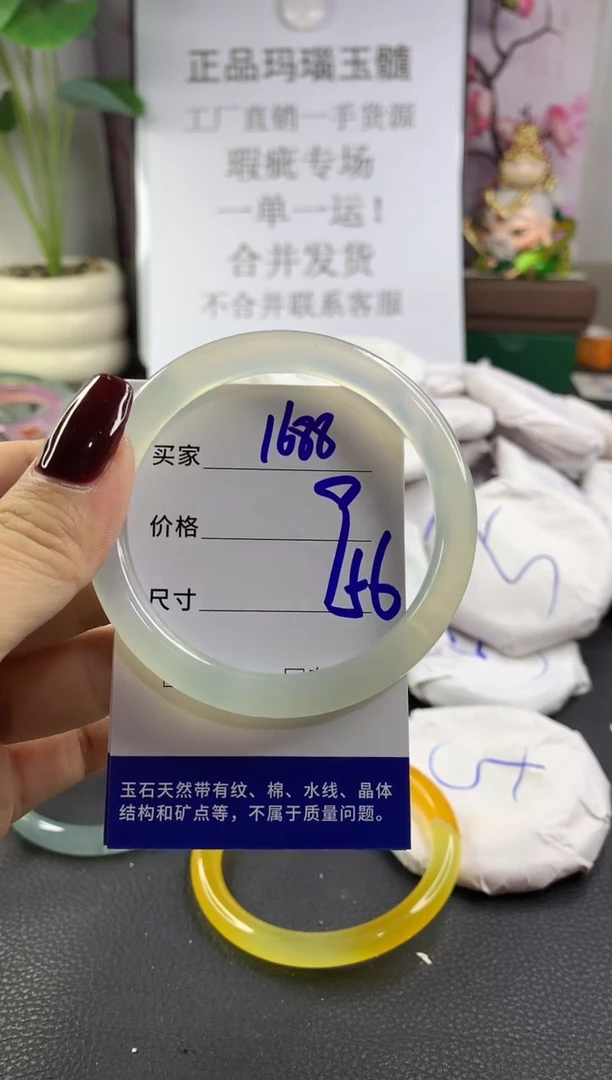 正品玛瑙玉髓
工厂直销一手货源
瑕疵专场
一单一运！
合并发货
不合并联系客服
买家 1688
价格
尺寸 56
玉石天然带有纹、棉、水线、晶体
结构和矿点等，不属于质量问题。